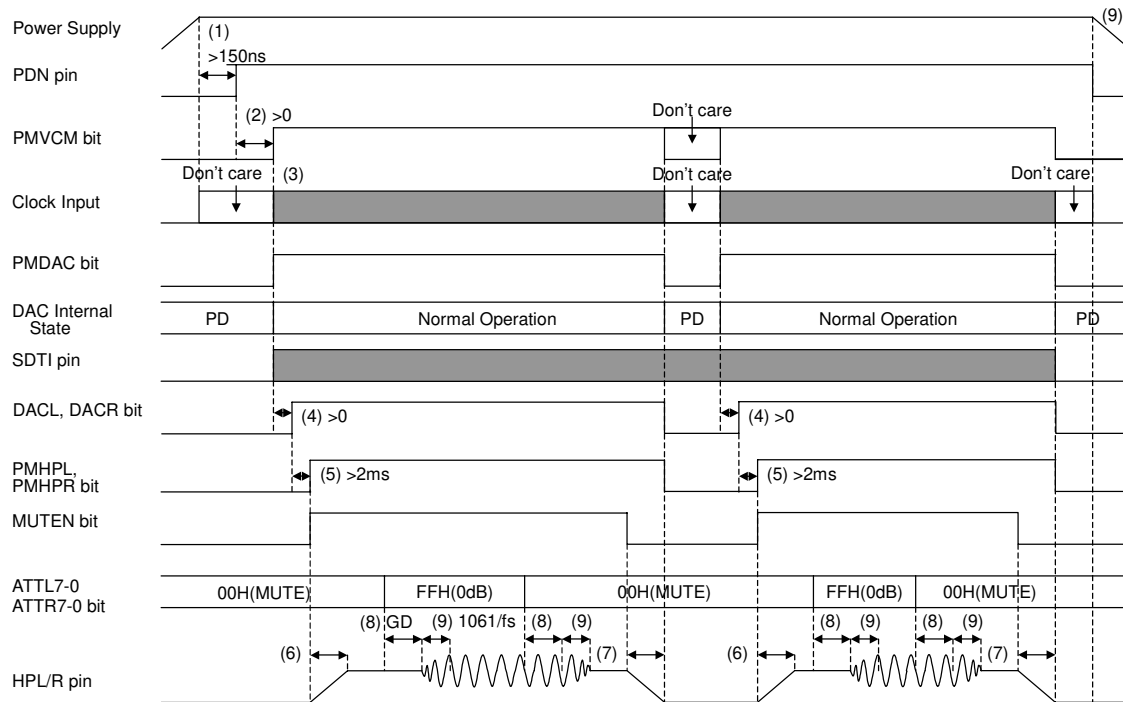 Power Supply
(1)
(9)
>150ns
PDN pin
(2) >0
Don't care
PMVCM bit
Don't care
(3)
Don't care
Don't care
Clock Input
PMDAC bit
DAC Internal
State
PD
Normal Operation
PD
Normal Operation
PD
SDTI pin
DACL, DACR bit
(4) >0
(4) >0
PMHPL,
PMHPR bit
(5) >2ms
(5) >2ms
MUTEN bit
ATTL7-0
ATTR7-0 bit
00H(MUTE)
FFH(0dB)
00H(MUTE)
FFH(0dB)
00H(MUTE)
(8) GD
(9) 1061/fs
(8)
(9)
(8)
(9)
(8)
(9)
(6)
(7)
(6)
(7)
HPL/R pin